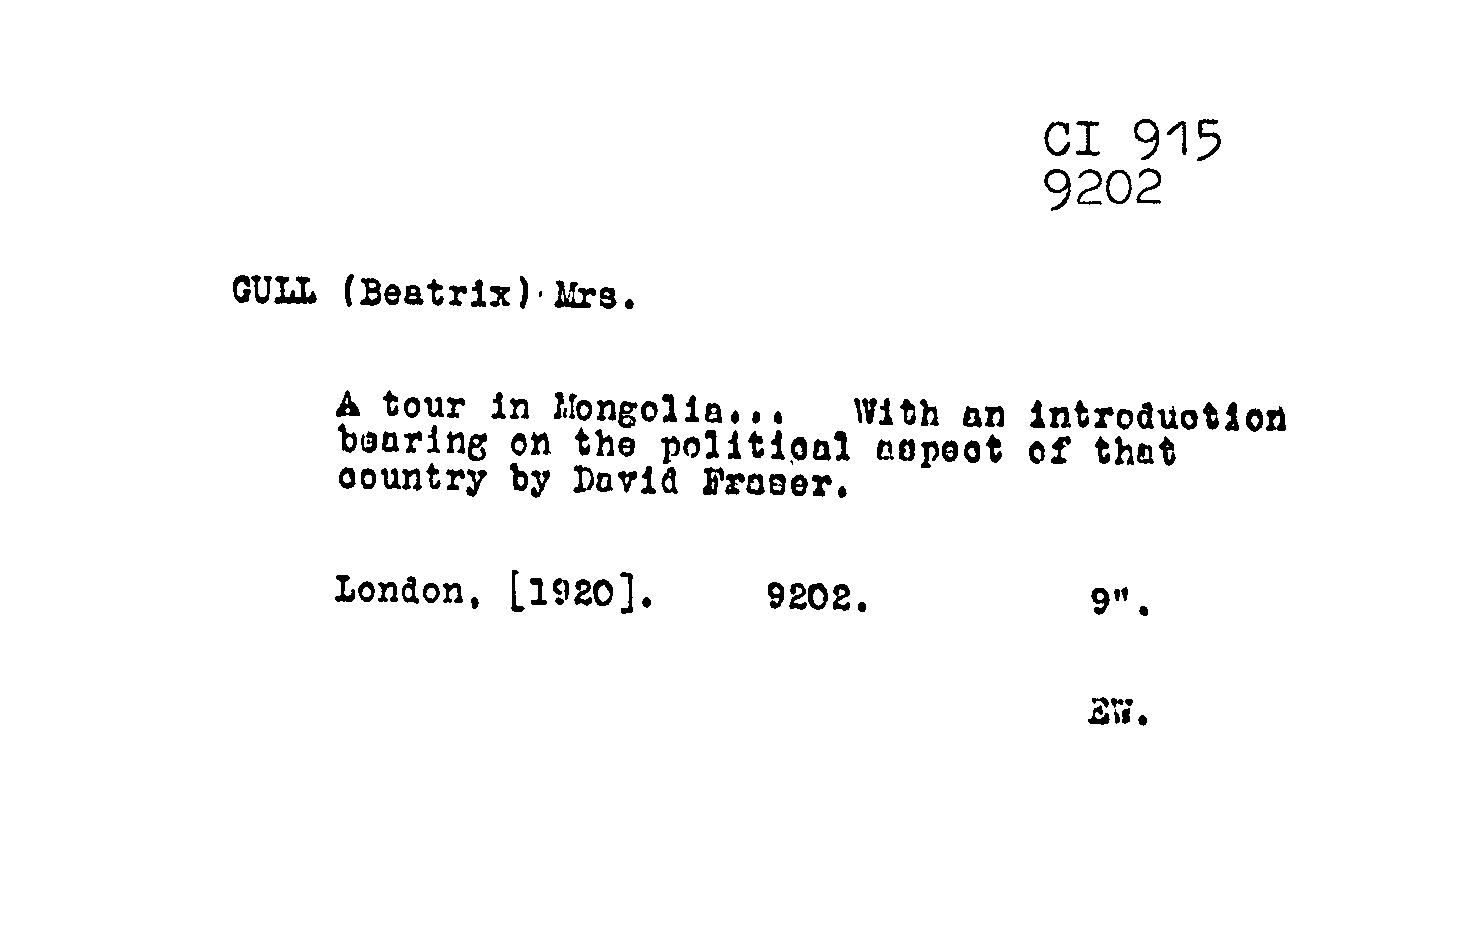 CI 915
9202
GULL (Beatrix) Mrs.
A tour in Mongolia... With an introduction
bearing on the political aspect of that
country by David Fraser.
London, [1920]. 9202. 9".
EW.